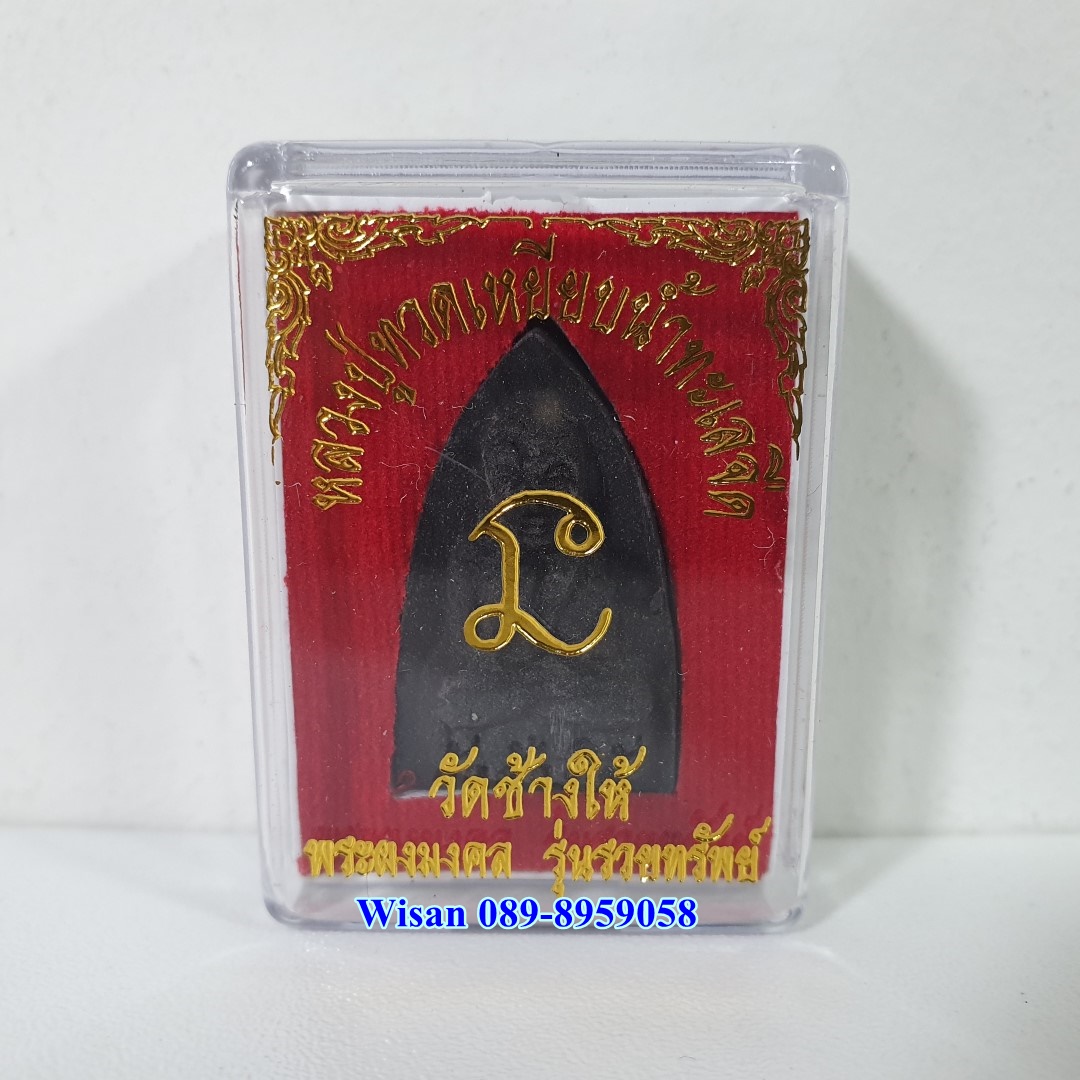 หลวงปู่ทวดเหยียบน้ำทะเลจืด
วัดช้างให้
พระผงมงคล รุ่นรวยทรัพย์
Wisan 089-8959058